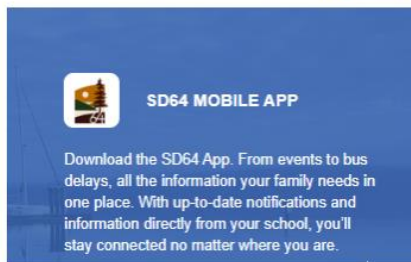 64
SD64 MOBILE APP
Download the SD64 App. From events to bus
delays, all the information your family needs in
one place. With up-to-date notifications and
information directly from your school, you'll
stay connected no matter where you are.